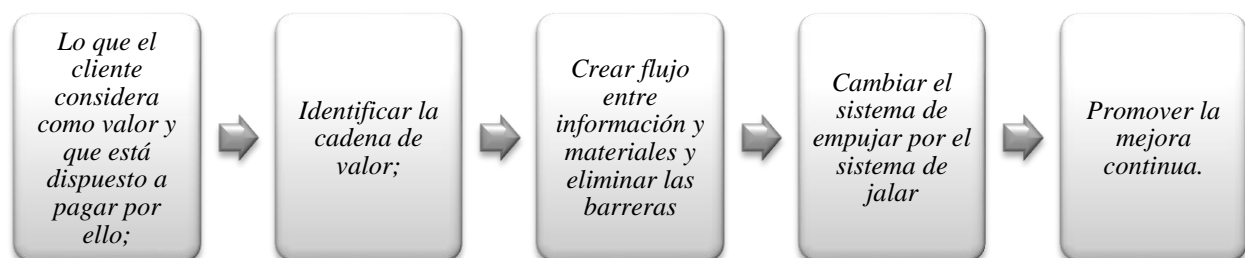 Lo que el
cliente
considera
como valor y
que está
dispuesto a
pagar por
ello;
Identificar la
cadena de
valor;
Crear flujo
entre
información y
materiales y
eliminar las
barreras
Cambiar el
sistema de
empujar por el
sistema de
jalar
Promover la
mejora
continua.